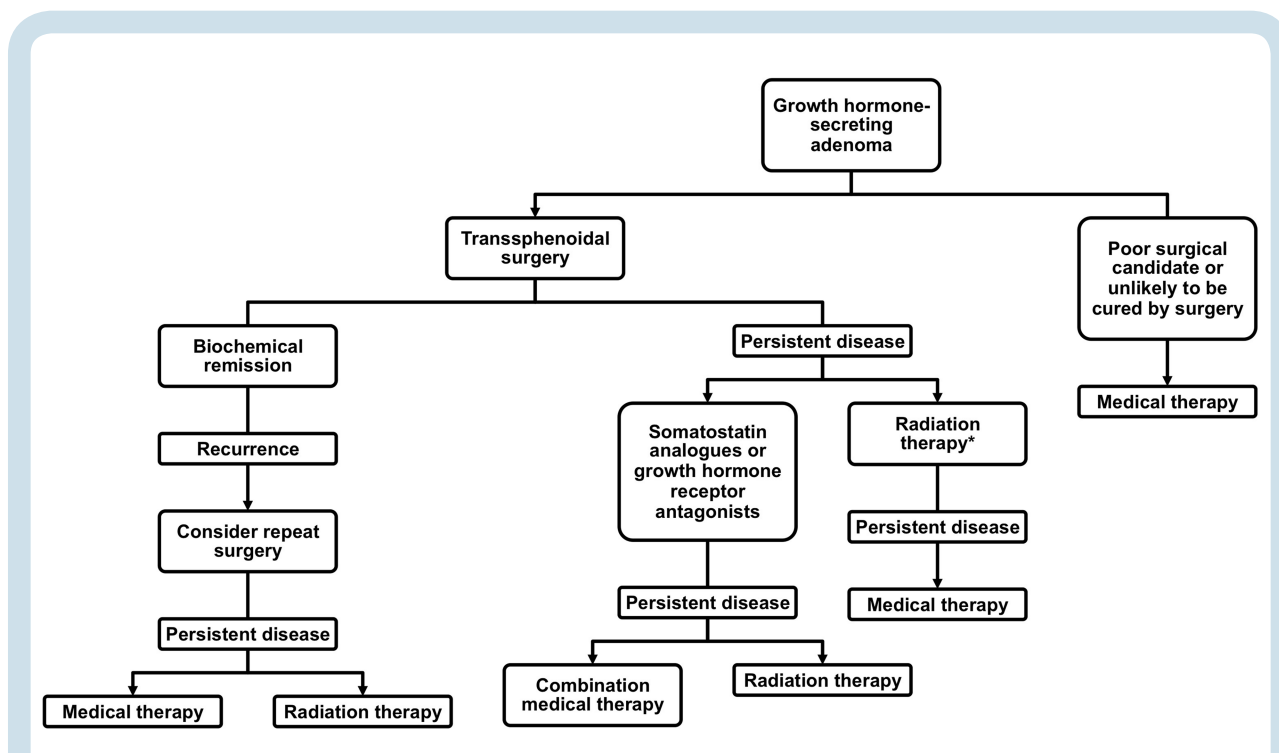 Growth hormone-
secreting
adenoma
Transsphenoidal
surgery
Poor surgical
candidate or
unlikely to be
cured by surgery
Medical therapy
Biochemical
remission
Recurrence
Consider repeat
surgery
Persistent disease
Medical therapy
Radiation therapy
Persistent disease
Somatostatin
analogues or
growth hormone
receptor
antagonists
Persistent disease
Combination
medical therapy
Radiation therapy
Radiation
therapy*
Persistent disease
Medical therapy